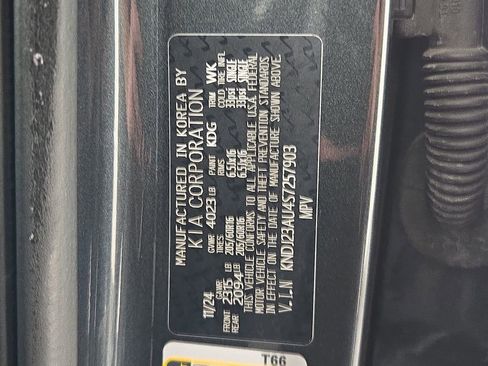 MANUFACTURED IN KOREA BY
KIA CORPORATION
11/24 GVWR 4023 LB PAINT KDG TRIM WK
GAWR TIRES RIMS COLD TIRE INFL
FRONT 2315 LB 205/60R16 6.5Jx16 33psi SINGLE
REAR 2094 LB 205/60R16 6.5Jx16 33psi SINGLE
THIS VEHICLE CONFORMS TO ALL APPLICABLE U.S.A. FEDERAL
MOTOR VEHICLE SAFETY AND THEFT PREVENTION STANDARDS
IN EFFECT ON THE DATE OF MANUFACTURE SHOWN ABOVE.
V.I.N KNDJ23AU4S7257903
MPV
T66